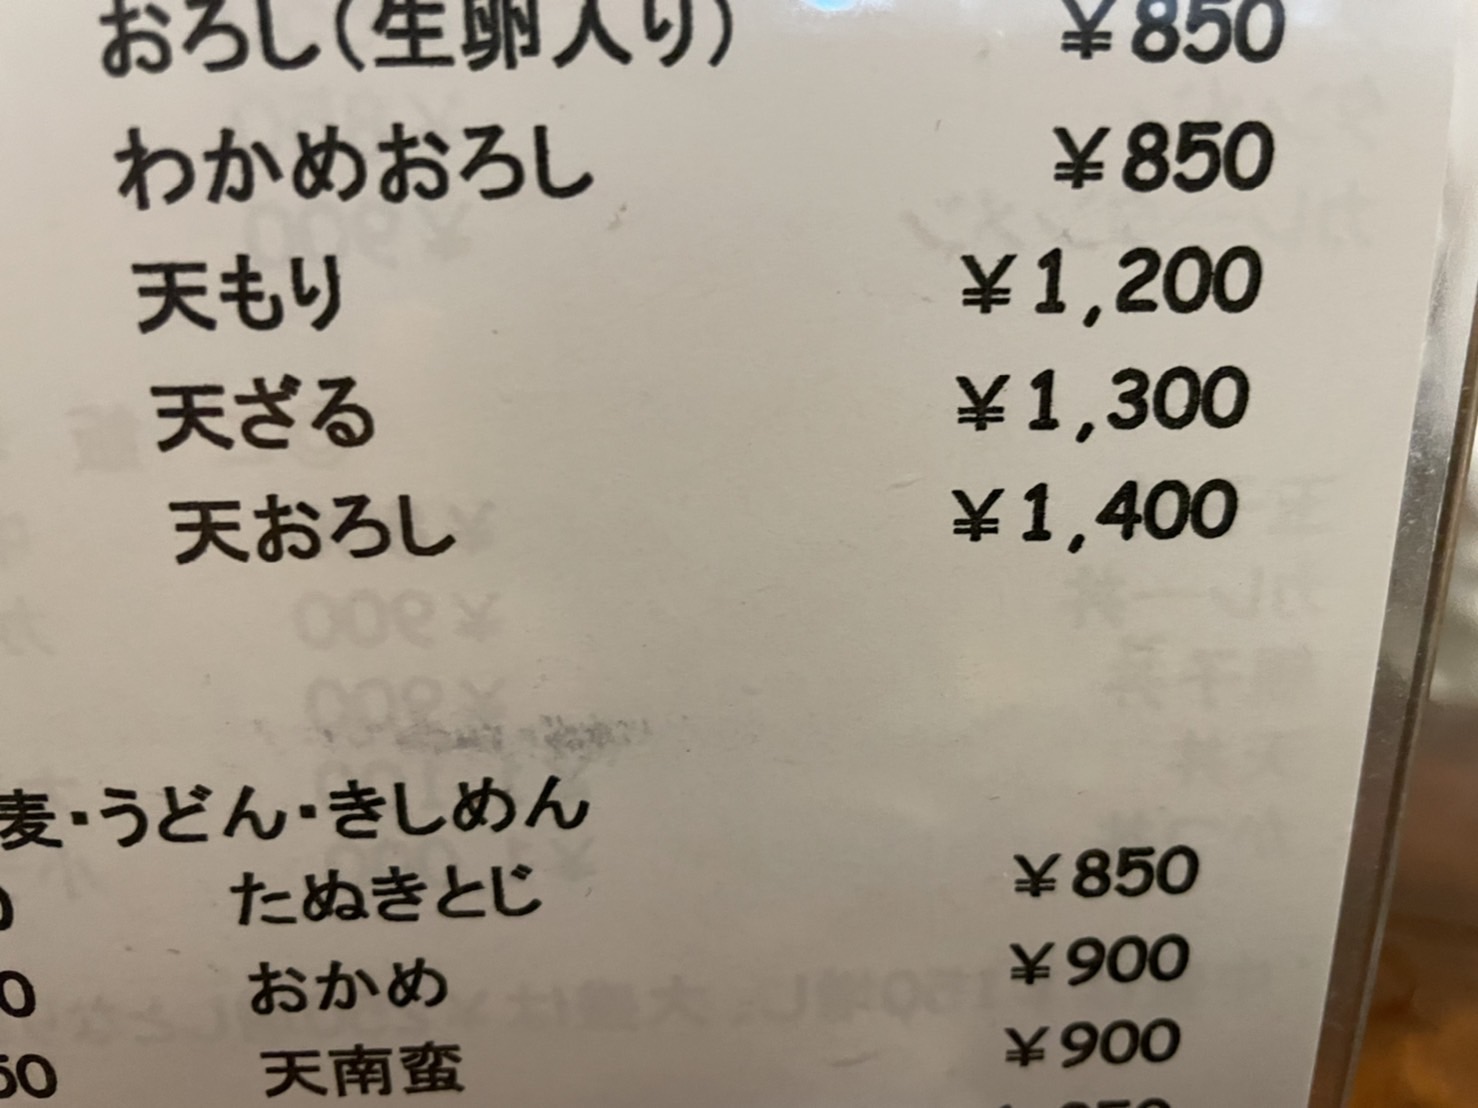 おろし(生卵入り) ¥850
わかめおろし ¥850
天もり ¥1,200
天ざる ¥1,300
天おろし ¥1,400
麦・うどん・きしめん
たぬきとじ ¥850
おかめ ¥900
天南蛮 ¥900